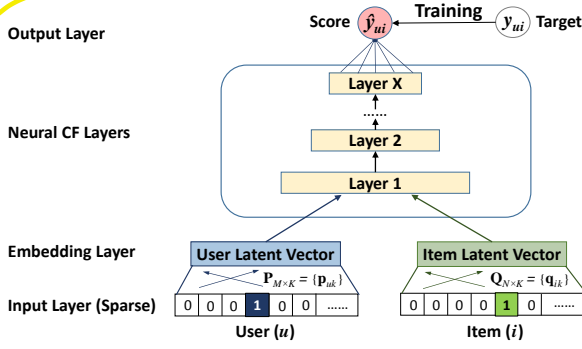 Output Layer
Score ŷui Training yui Target
Layer X
......
Neural CF Layers
Layer 2
Layer 1
Embedding Layer
User Latent Vector
Item Latent Vector
PM×K = {puk}
QN×K = {qik}
Input Layer (Sparse)
0 0 0 1 0 0 ......
0 0 0 0 1 0 ......
User (u)
Item (i)